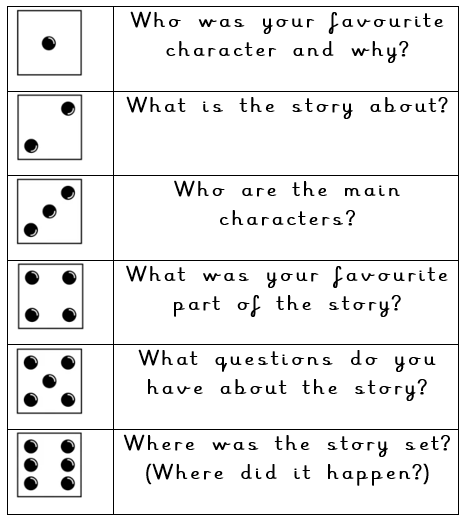 Who was your favourite
character and why?
What is the story about?
Who are the main
characters?
What was your favourite
part of the story?
What questions do you
have about the story?
Where was the story set?
(Where did it happen?)